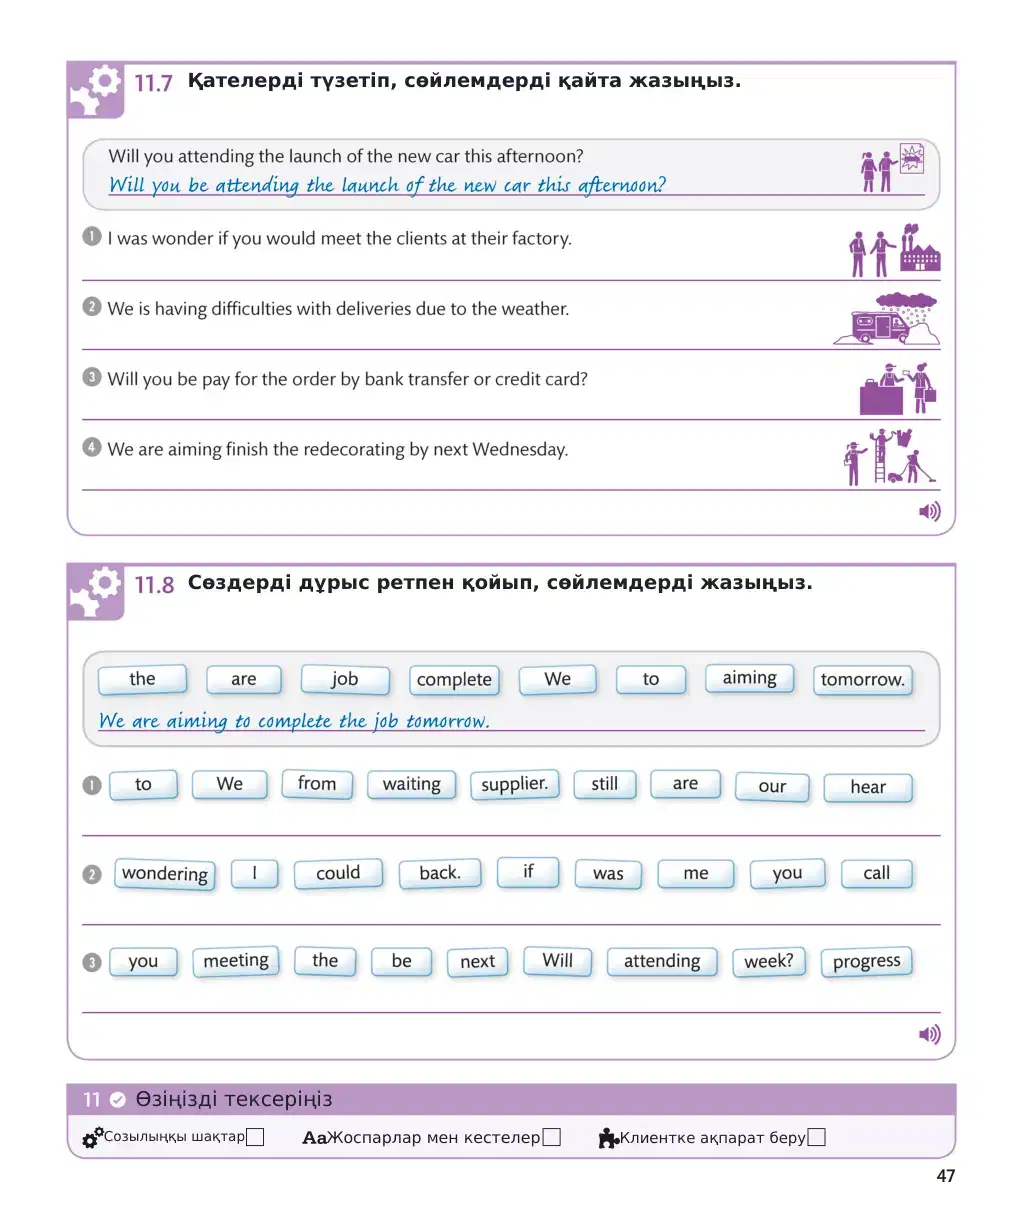 11.7 Қателерді түзетіп, сөйлемдерді қайта жазыңыз.
Will you attending the launch of the new car this afternoon?
Will you be attending the launch of the new car this afternoon?
1 I was wonder if you would meet the clients at their factory.
2 We is having difficulties with deliveries due to the weather.
3 Will you be pay for the order by bank transfer or credit card?
4 We are aiming finish the redecorating by next Wednesday.
11.8 Сөздерді дұрыс ретпен қойып, сөйлемдерді жазыңыз.
the are job complete We to aiming tomorrow.
We are aiming to complete the job tomorrow.
1 to We from waiting supplier. still are our hear
2 wondering I could back. if was me you call
3 you meeting the be next Will attending week? progress
11 Өзіңізді тексеріңіз
Созылыңқы шақтар Aa Жоспарлар мен кестелер Клиентке ақпарат беру
47